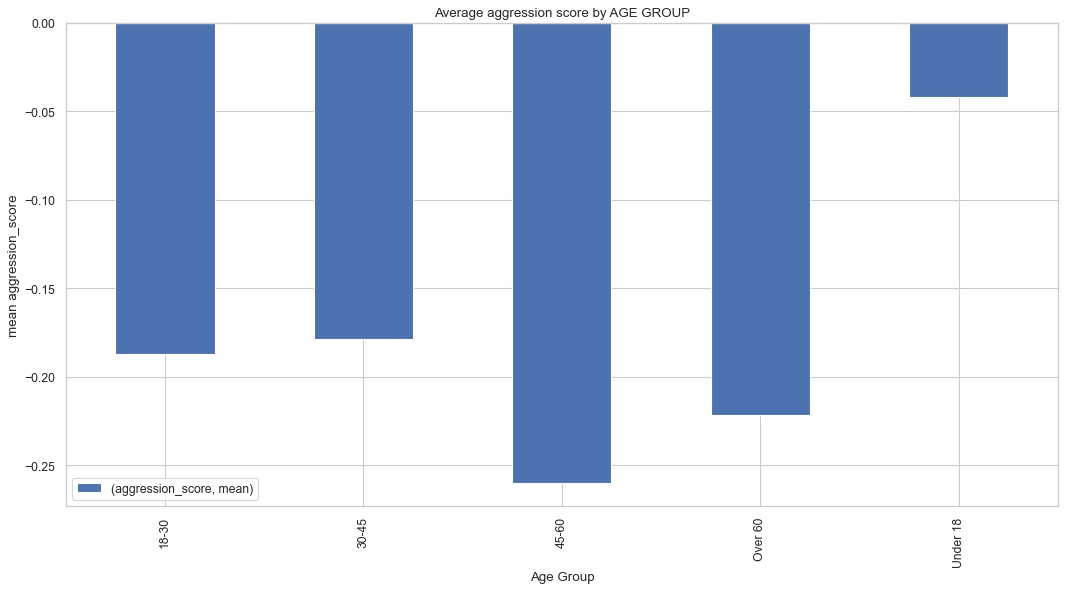 Average aggression score by AGE GROUP
0.00
−0.05
−0.10
−0.15
−0.20
−0.25
mean aggression_score
(aggression_score, mean)
18-30
30-45
45-60
Over 60
Under 18
Age Group